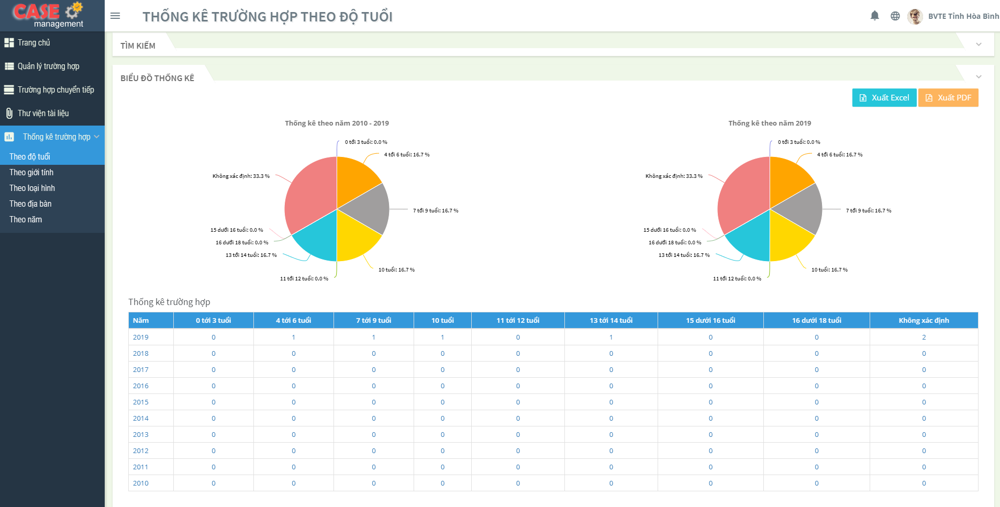 CASE
management
THỐNG KÊ TRƯỜNG HỢP THEO ĐỘ TUỔI
BVTE Tỉnh Hòa Bình
Trang chủ
Quản lý trường hợp
Trường hợp chuyển tiếp
Thư viện tài liệu
Thống kê trường hợp
Theo độ tuổi
Theo giới tính
Theo loại hình
Theo địa bàn
Theo năm
TÌM KIẾM
BIỂU ĐỒ THỐNG KÊ
Xuất Excel
Xuất PDF
Thống kê theo năm 2010 - 2019
0 tới 3 tuổi: 0.0 %
4 tới 6 tuổi: 16.7 %
Không xác định: 33.3 %
7 tới 9 tuổi: 16.7 %
15 dưới 16 tuổi: 0.0 %
16 dưới 18 tuổi: 0.0 %
13 tới 14 tuổi: 16.7 %
10 tuổi: 16.7 %
11 tới 12 tuổi: 0.0 %
Thống kê theo năm 2019
0 tới 3 tuổi: 0.0 %
4 tới 6 tuổi: 16.7 %
Không xác định: 33.3 %
7 tới 9 tuổi: 16.7 %
15 dưới 16 tuổi: 0.0 %
16 dưới 18 tuổi: 0.0 %
13 tới 14 tuổi: 16.7 %
10 tuổi: 16.7 %
11 tới 12 tuổi: 0.0 %
Thống kê trường hợp
Năm 0 tới 3 tuổi 4 tới 6 tuổi 7 tới 9 tuổi 10 tuổi 11 tới 12 tuổi 13 tới 14 tuổi 15 dưới 16 tuổi 16 dưới 18 tuổi Không xác định
2019 0 1 1 1 0 1 0 0 2
2018 0 0 0 0 0 0 0 0 0
2017 0 0 0 0 0 0 0 0 0
2016 0 0 0 0 0 0 0 0 0
2015 0 0 0 0 0 0 0 0 0
2014 0 0 0 0 0 0 0 0 0
2013 0 0 0 0 0 0 0 0 0
2012 0 0 0 0 0 0 0 0 0
2011 0 0 0 0 0 0 0 0 0
2010 0 0 0 0 0 0 0 0 0